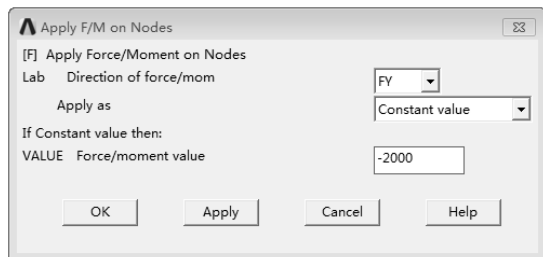 Apply F/M on Nodes
[F] Apply Force/Moment on Nodes
Lab Direction of force/mom FY
Apply as Constant value
If Constant value then:
VALUE Force/moment value -2000
OK Apply Cancel Help